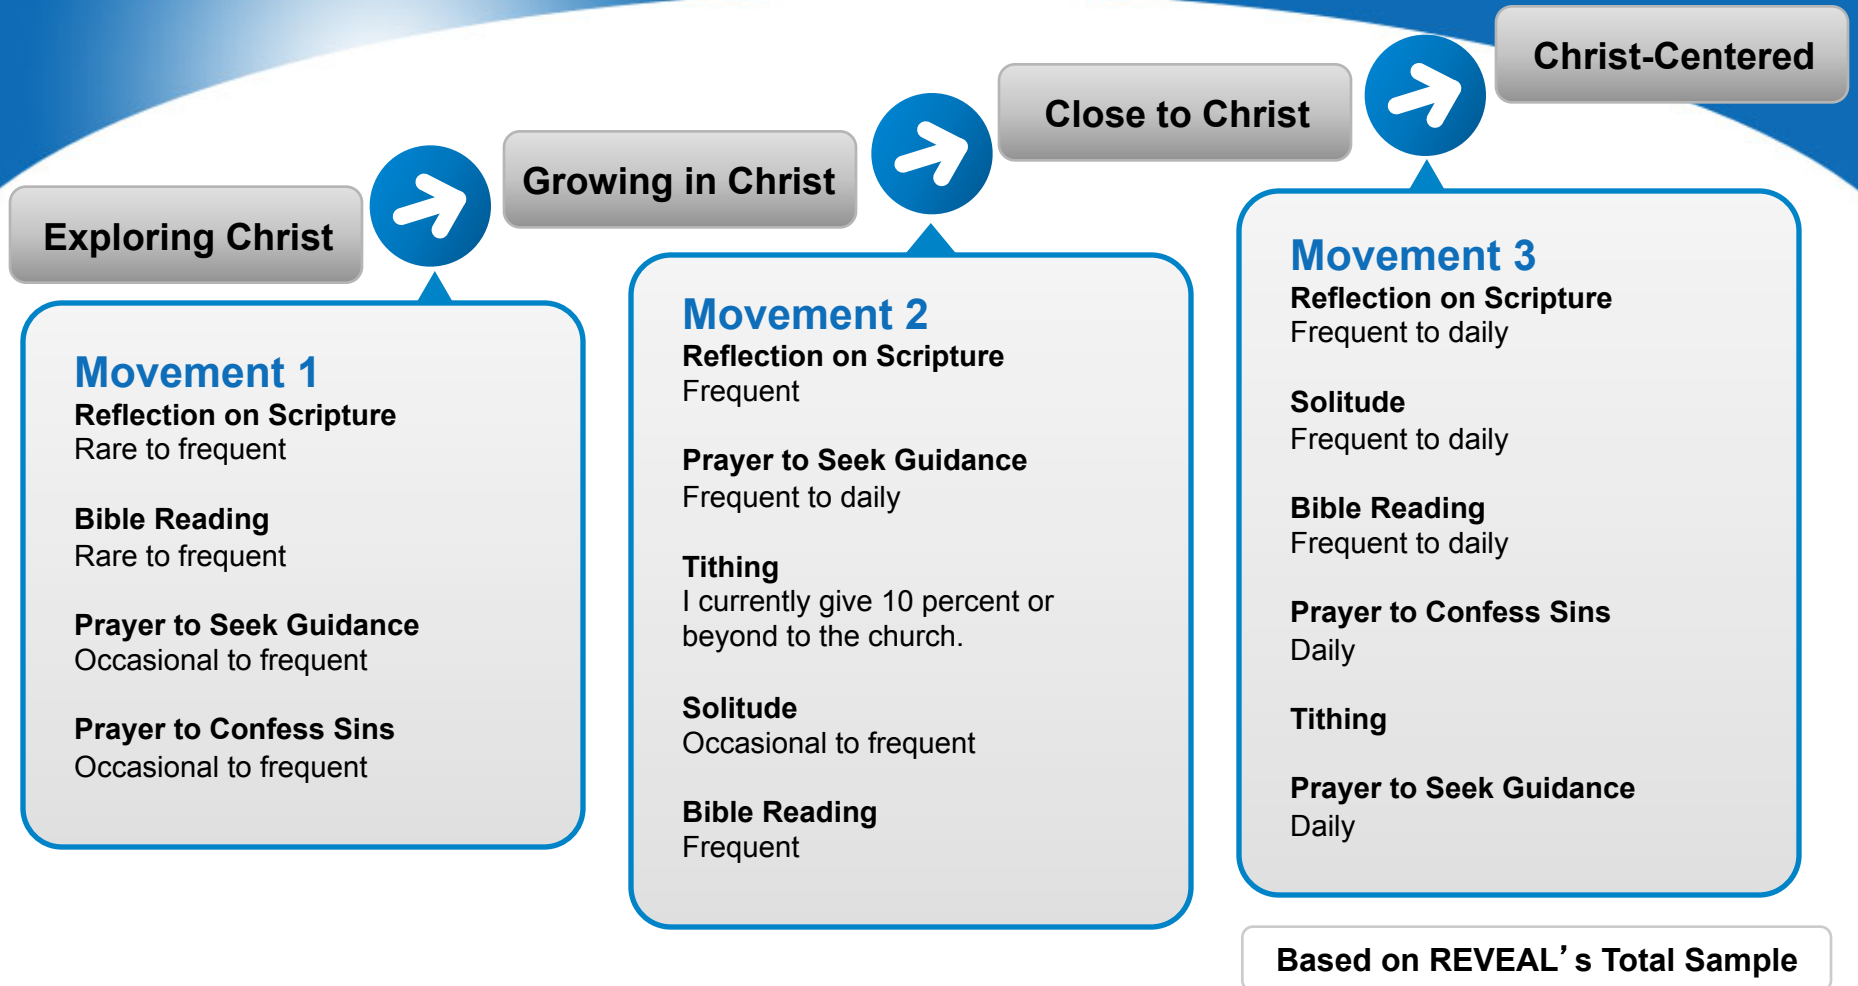 Exploring Christ
Growing in Christ
Close to Christ
Christ-Centered
Movement 1
Reflection on Scripture
Rare to frequent
Bible Reading
Rare to frequent
Prayer to Seek Guidance
Occasional to frequent
Prayer to Confess Sins
Occasional to frequent
Movement 2
Reflection on Scripture
Frequent
Prayer to Seek Guidance
Frequent to daily
Tithing
I currently give 10 percent or
beyond to the church.
Solitude
Occasional to frequent
Bible Reading
Frequent
Movement 3
Reflection on Scripture
Frequent to daily
Solitude
Frequent to daily
Bible Reading
Frequent to daily
Prayer to Confess Sins
Daily
Tithing
Prayer to Seek Guidance
Daily
Based on REVEAL’s Total Sample